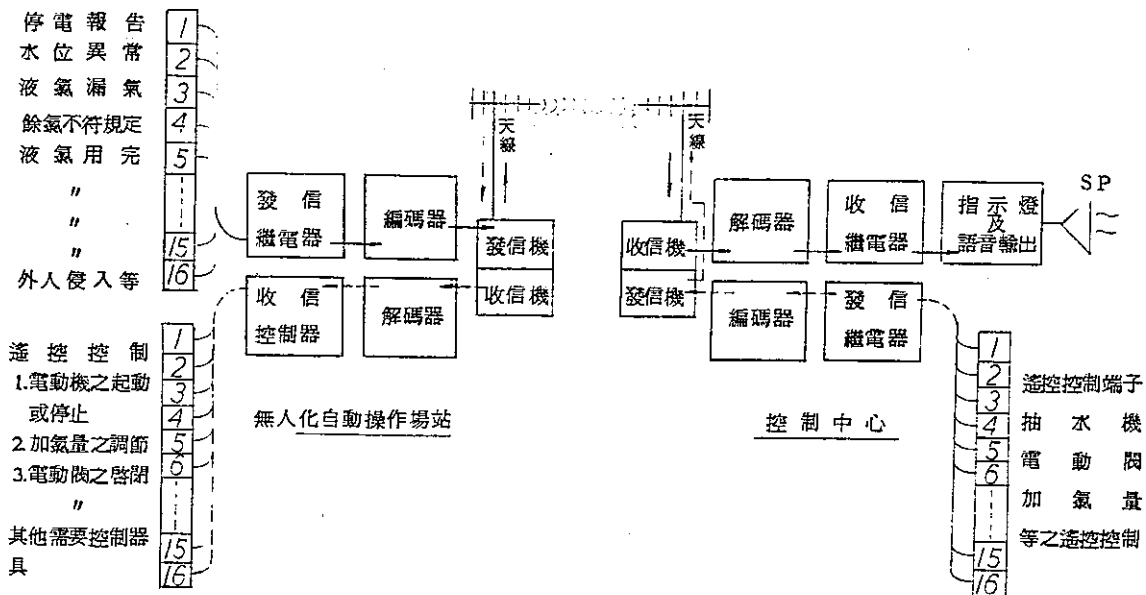 停電報告
1
水位異常
2
液氯漏氣
3
餘氯不符規定
4
液氯用完
5
〃
〃
15
〃
外人侵入等
16
發信
繼電器
編碼器
發信機
收信機
收信
控制器
解碼器
天線
天線
收信機
發信機
解碼器
收信
繼電器
指示燈
及
語音輸出
SP
編碼器
發信
繼電器
遙控控制
1
2
1.電動機之起動
3
或停止
4
2.加氯量之調節
5
6
3.電動閥之啓閉
〃
其他需要控制器
具
15
16
無人化自動操作場站
控制中心
1
2
遙控控制端子
3
抽水機
4
5
電動閥
6
加氯量
等之遙控控制
15
16